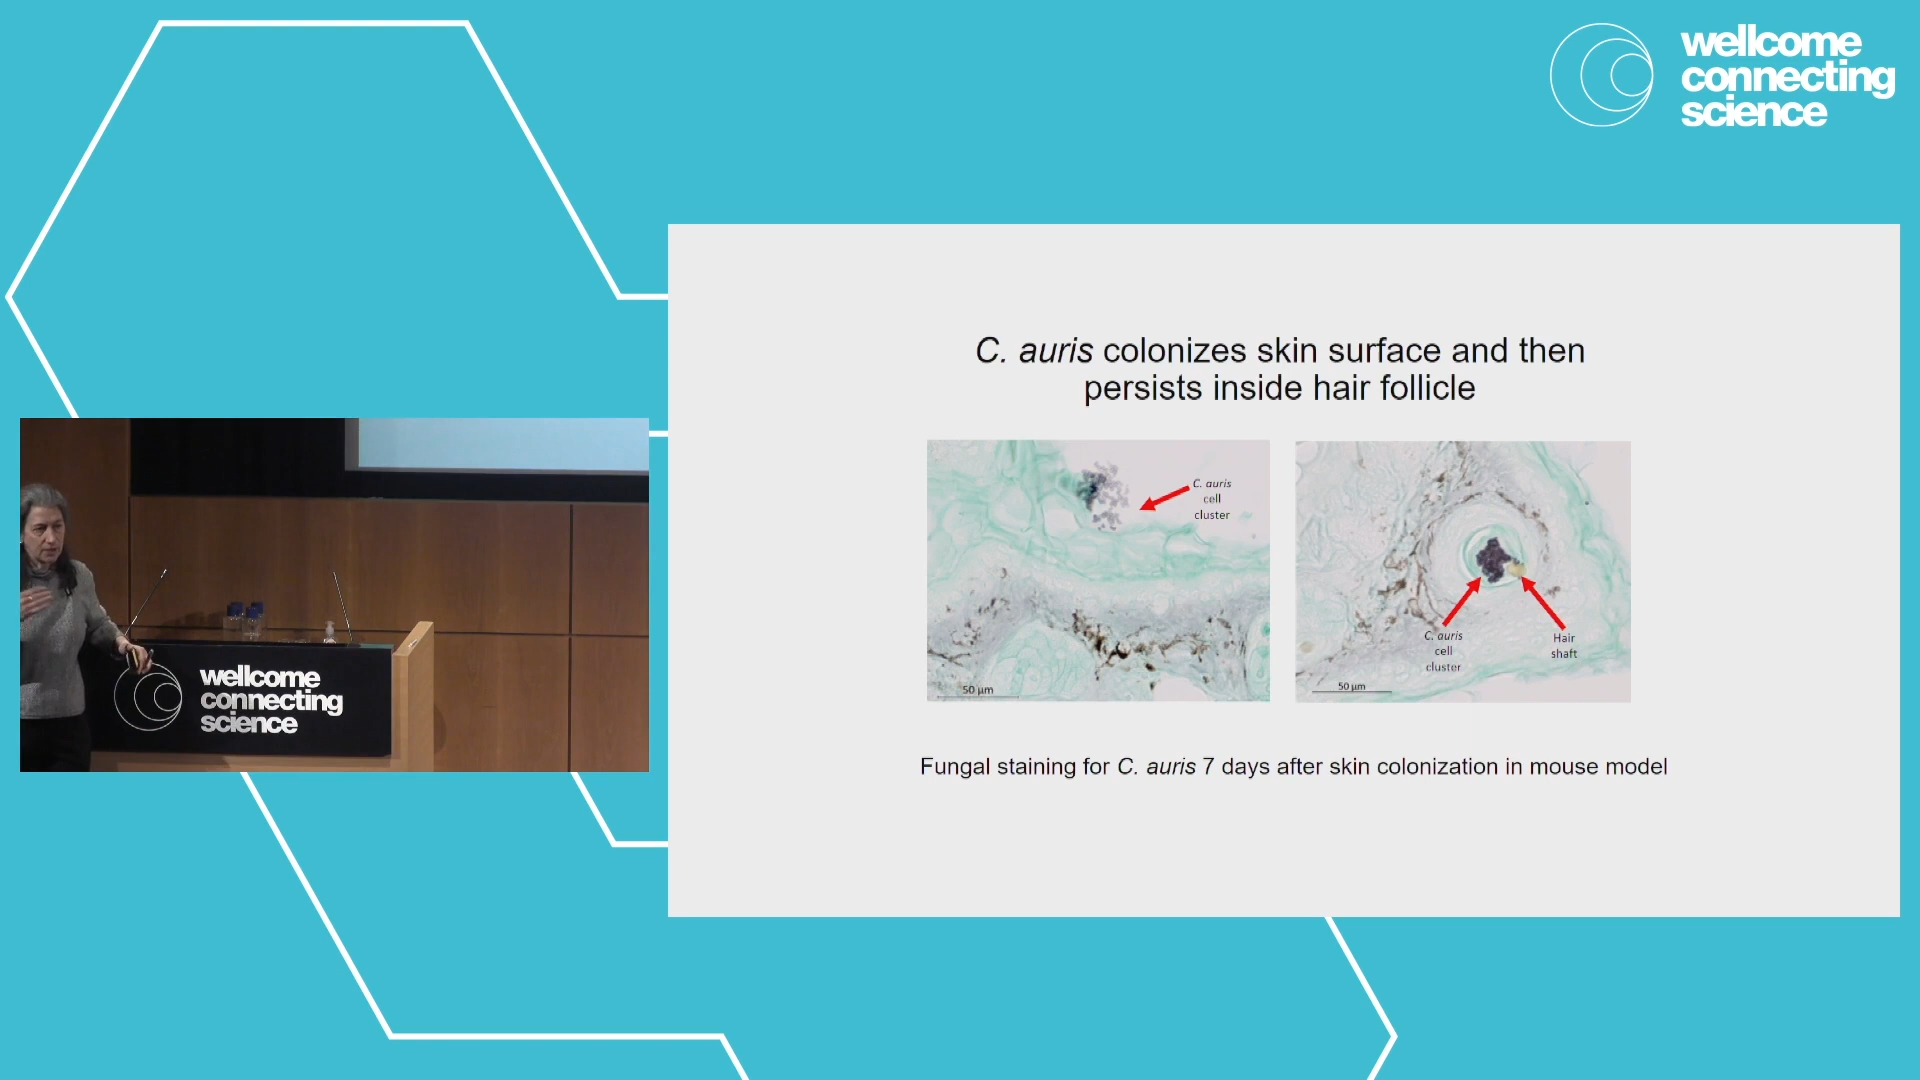 wellcome
connecting
science
C. auris colonizes skin surface and then
persists inside hair follicle
C. auris
cell
cluster
50 µm
C. auris
cell
cluster
Hair
shaft
50 µm
Fungal staining for C. auris 7 days after skin colonization in mouse model
wellcome
connecting
science